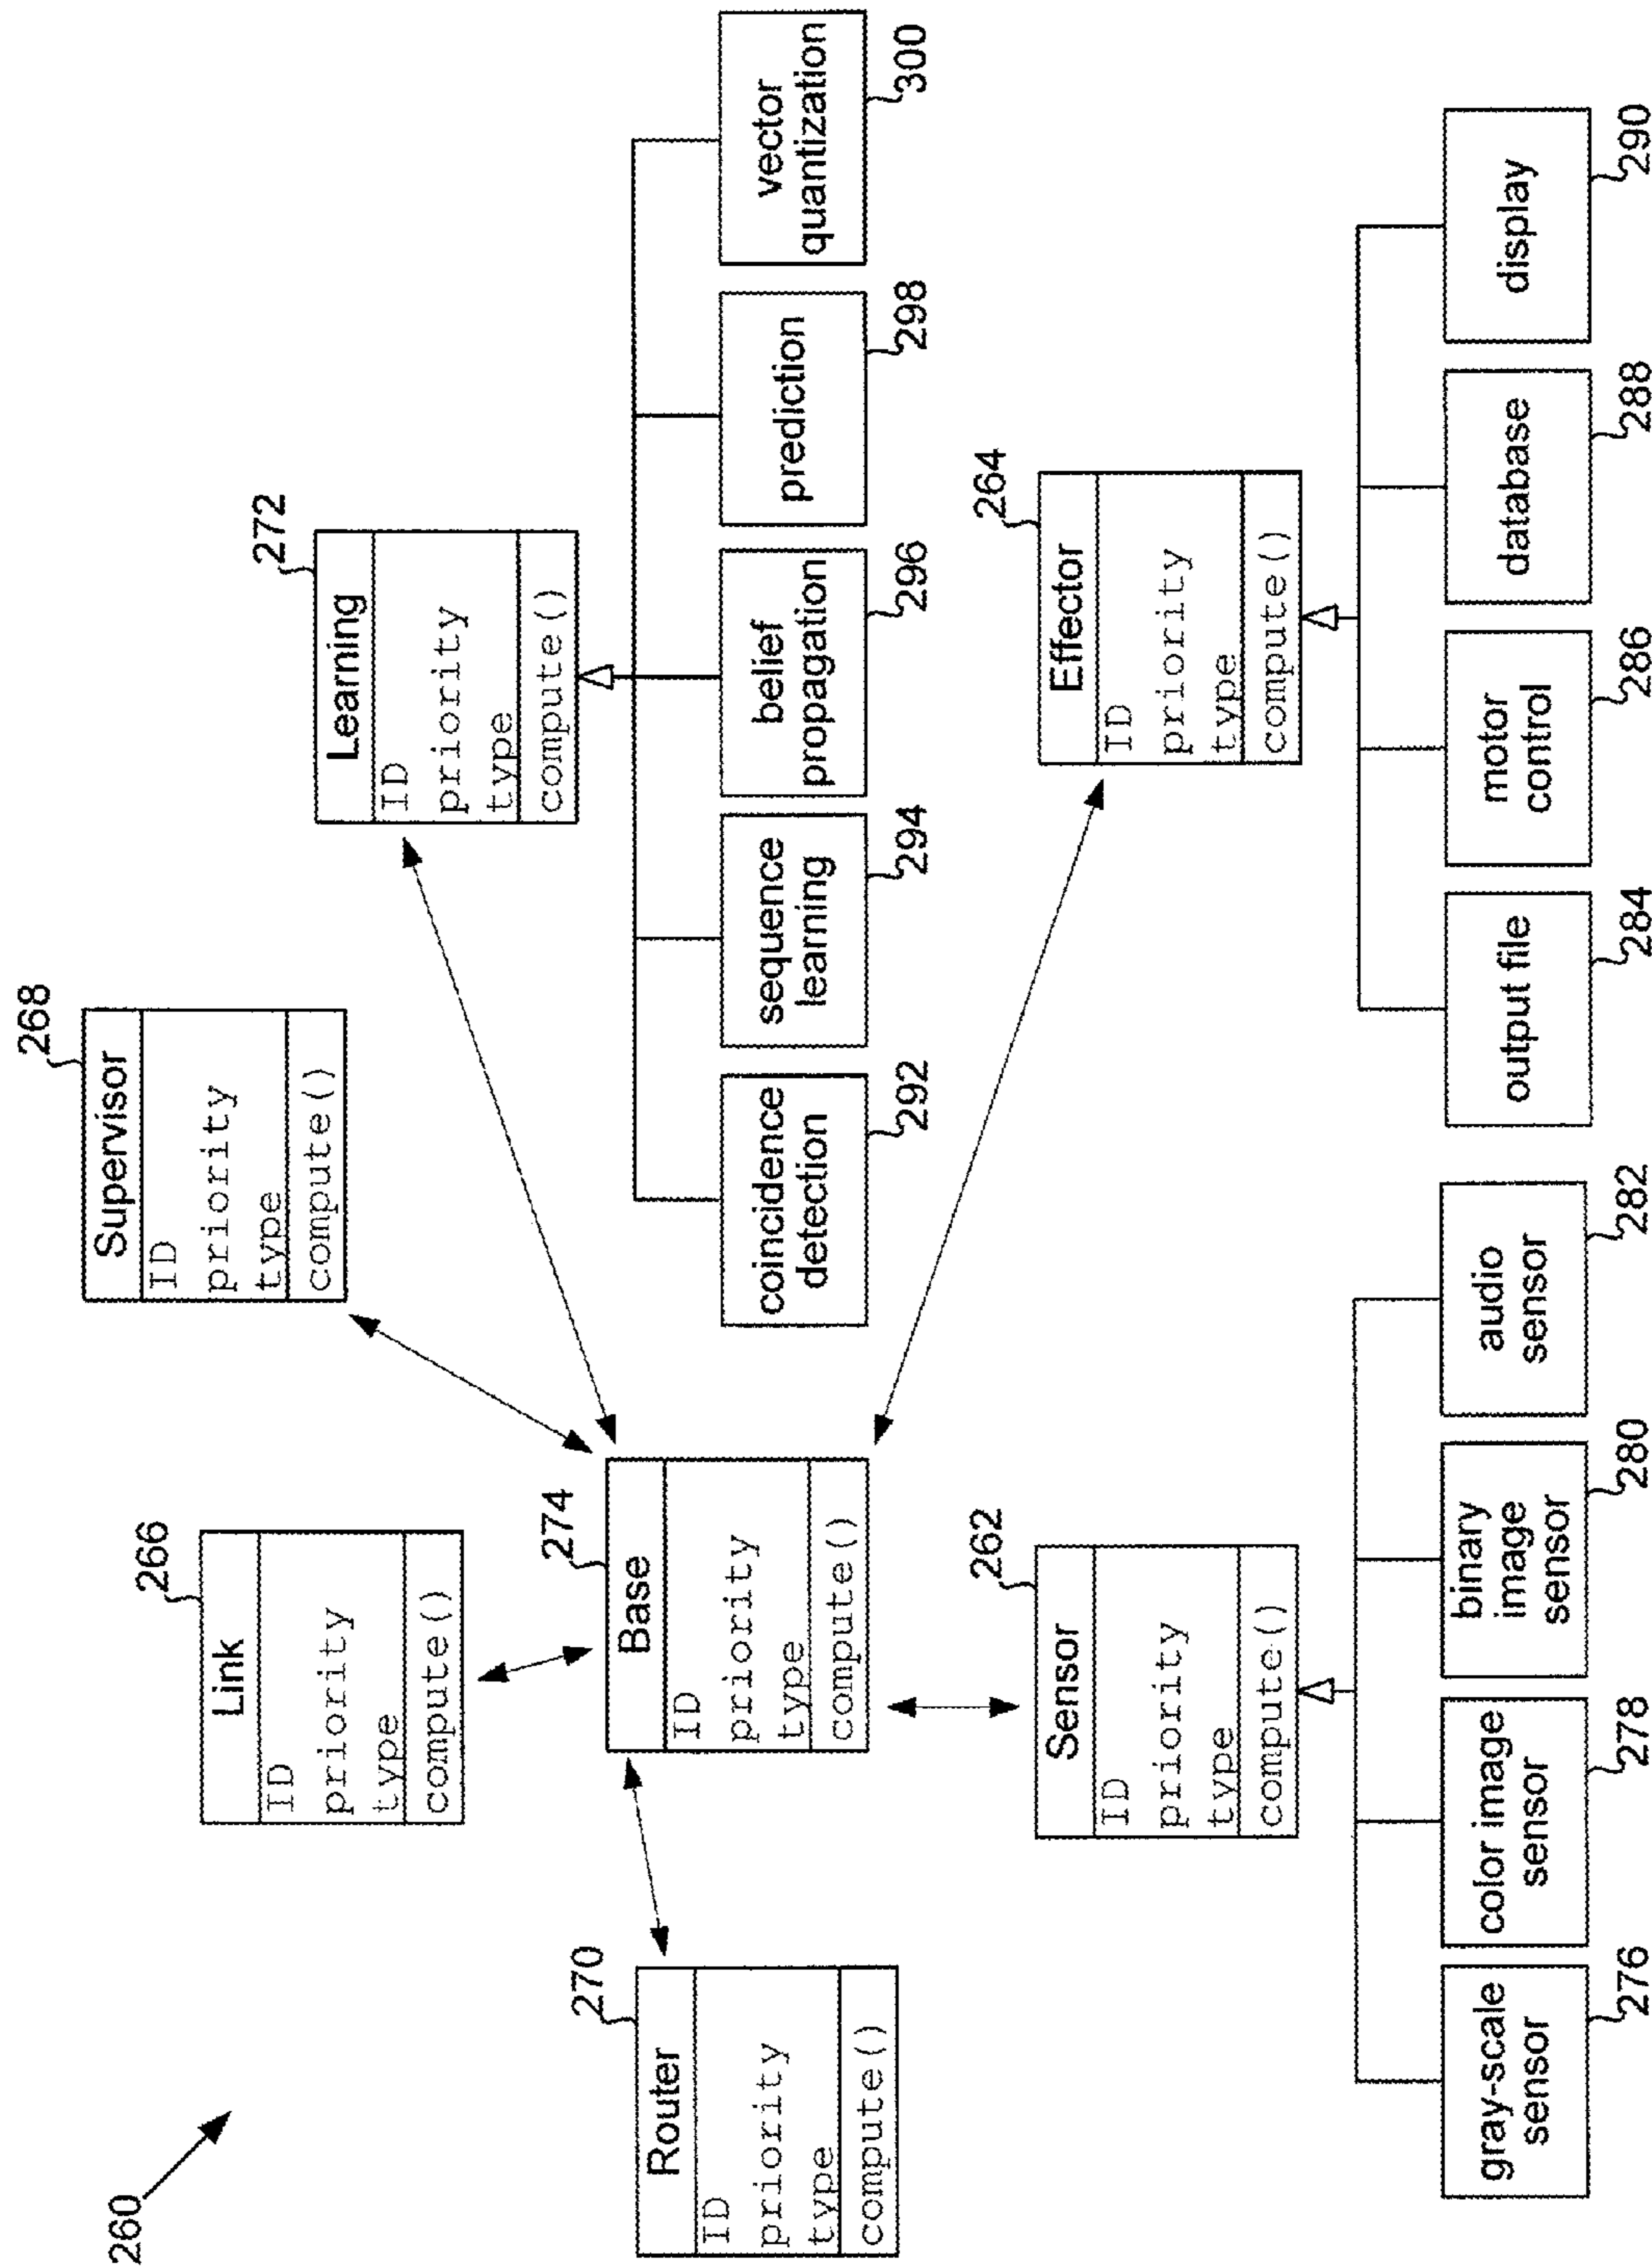 260
268
Supervisor
ID
priority
type
compute()
266
Link
ID
priority
type
compute()
272
Learning
ID
priority
type
compute()
270
Router
ID
priority
type
compute()
274
Base
ID
priority
type
compute()
coincidence
detection
292
sequence
learning
294
belief
propagation
296
prediction
298
vector
quantization
300
262
Sensor
ID
priority
type
compute()
264
Effector
ID
priority
type
compute()
gray-scale
sensor
276
color image
sensor
278
binary
image
sensor
280
audio
sensor
282
output file
284
motor
control
286
database
288
display
290